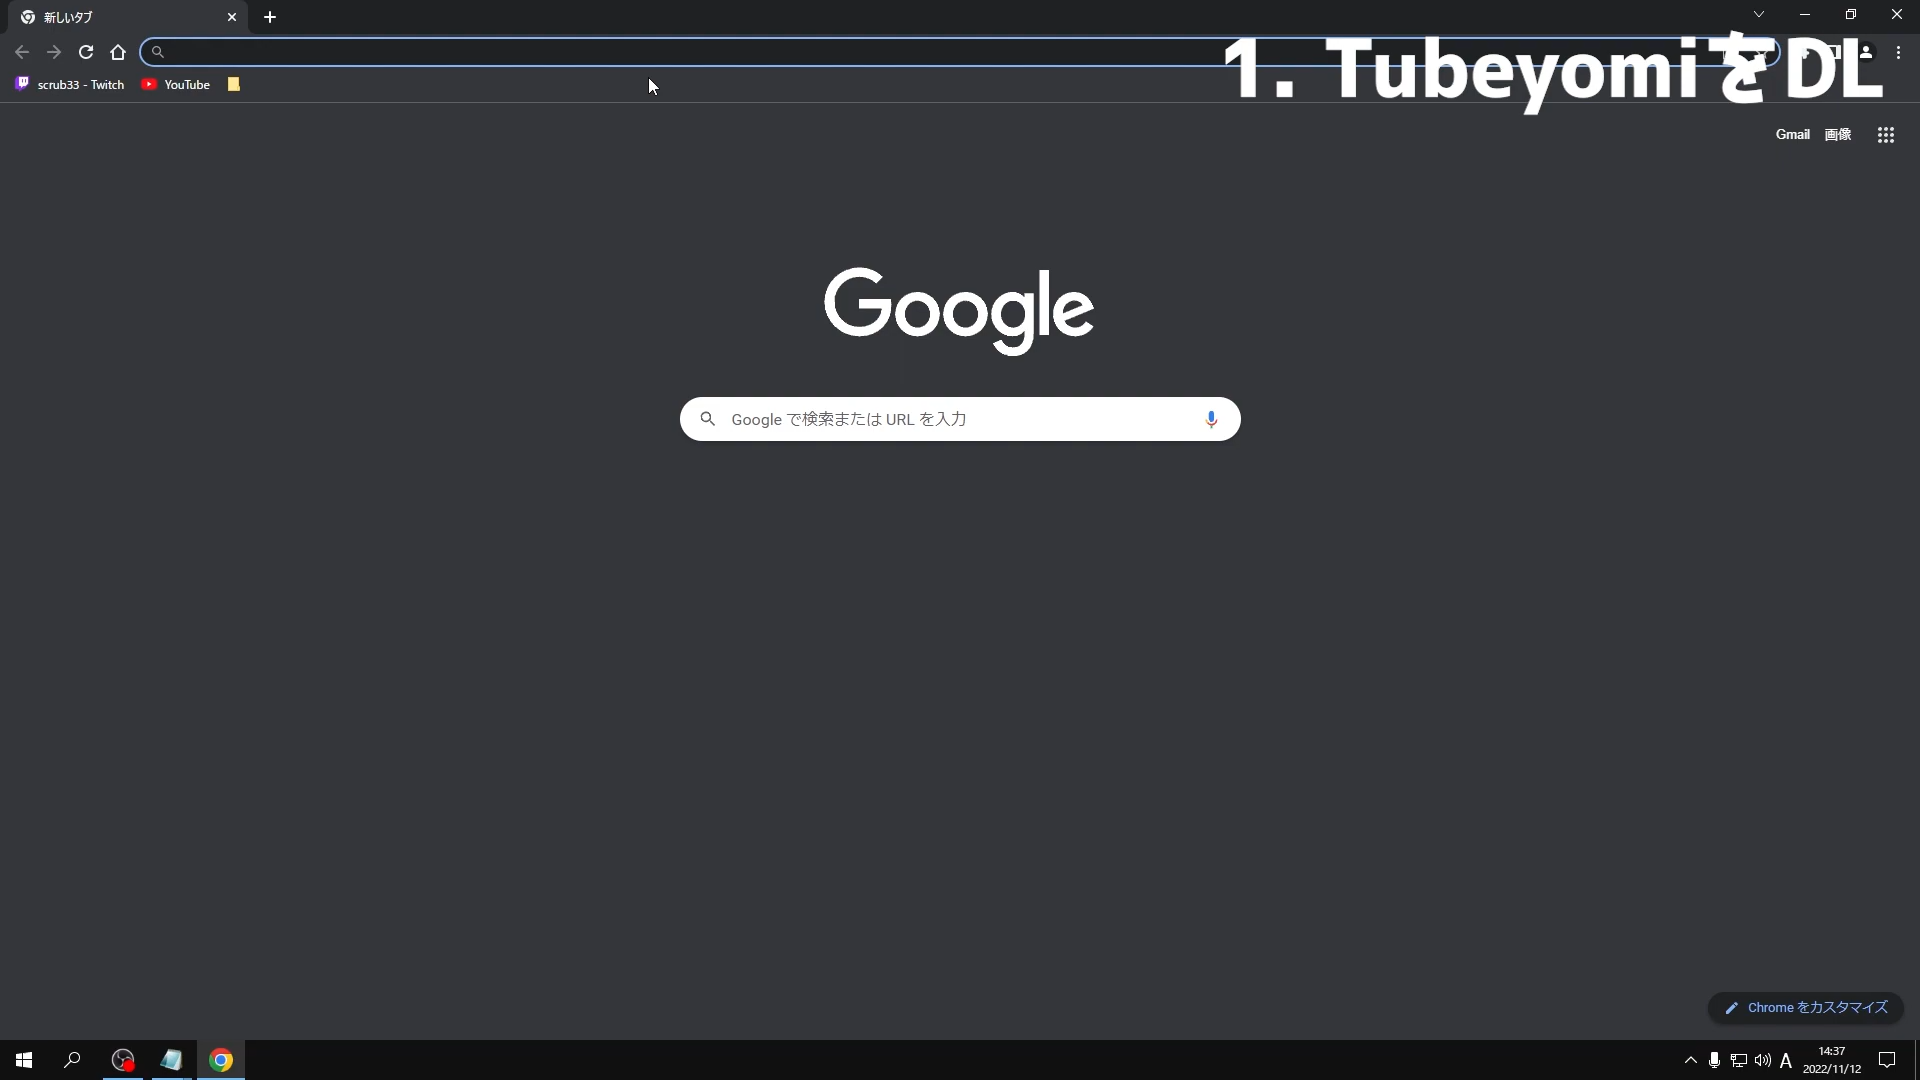 新しいタブ
1. TubeyomiをDL
scrub33 - Twitch
YouTube
Gmail
画像
Google
Google で検索または URL を入力
Chrome をカスタマイズ
A
14:37
2022/11/12